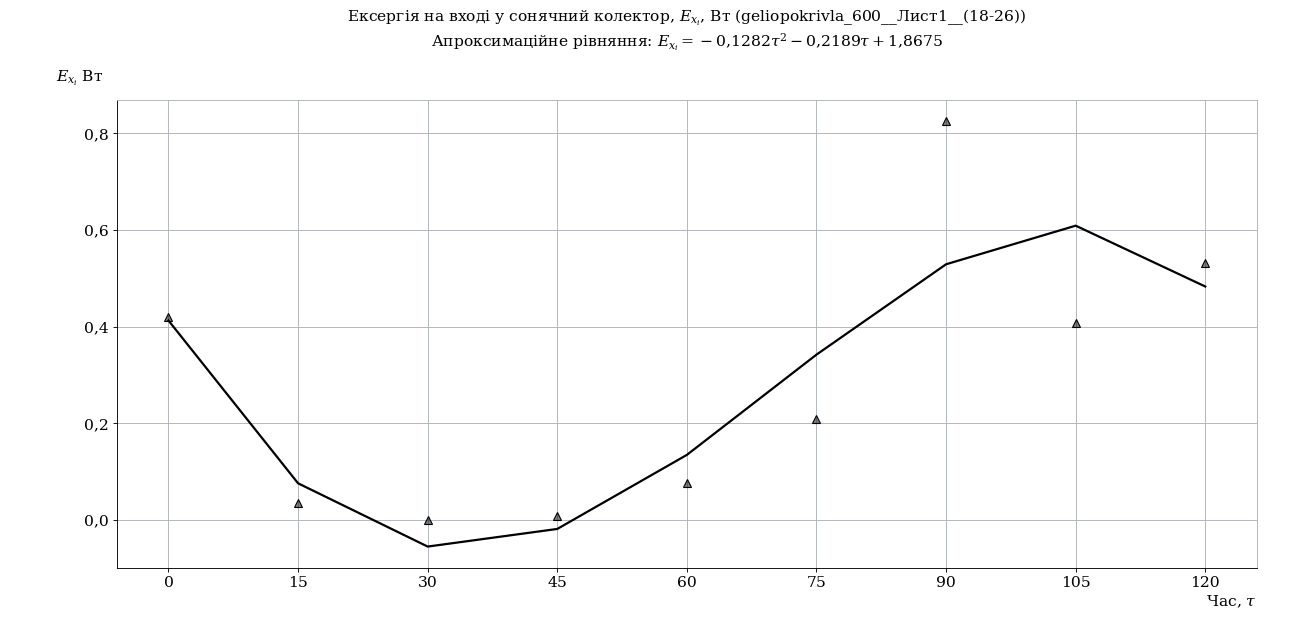 Ексергія на вході у сонячний колектор, Exᵢ, Вт (geliopokrivla_600__Лист1__(18-26))
Апроксимаційне рівняння: Exᵢ = − 0,1282τ² − 0,2189τ + 1,8675
Exᵢ Вт
0,8
0,6
0,4
0,2
0,0
0 15 30 45 60 75 90 105 120
Час, τ